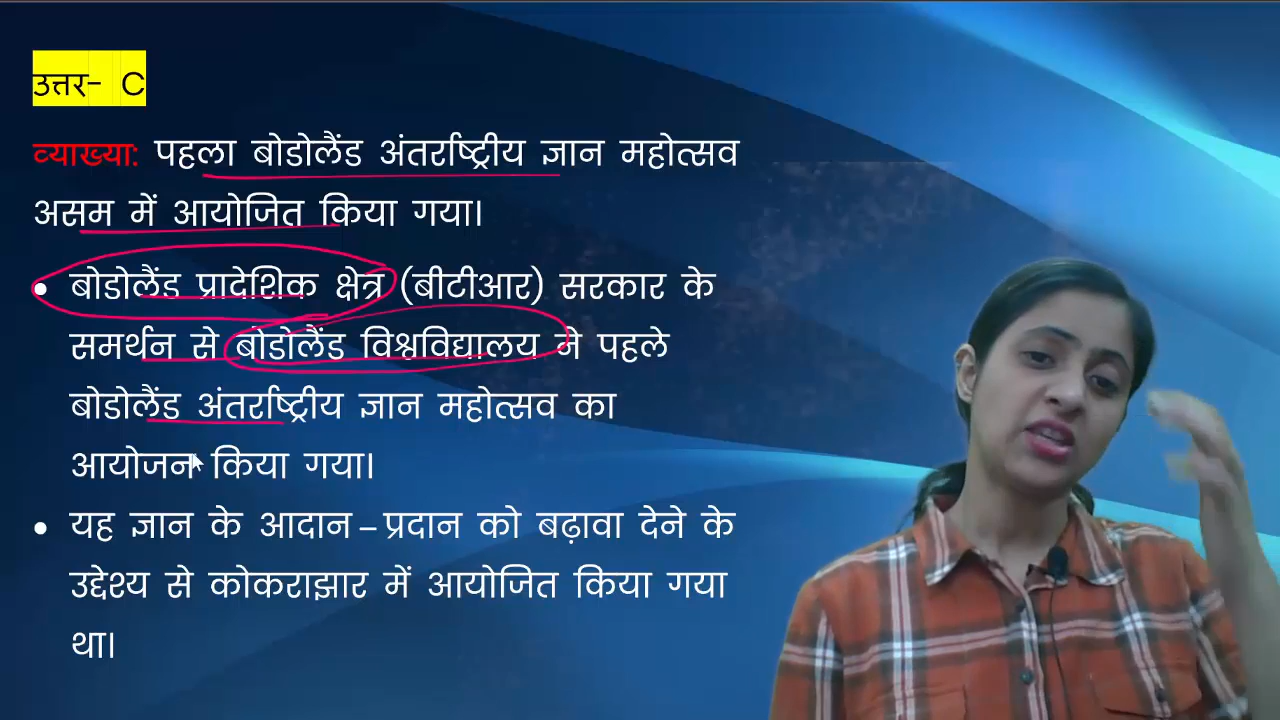 उत्तर- C
व्याख्या: पहला बोडोलैंड अंतर्राष्ट्रीय ज्ञान महोत्सव
असम में आयोजित किया गया।
• बोडोलैंड प्रादेशिक क्षेत्र (बीटीआर) सरकार के
समर्थन से बोडोलैंड विश्वविद्यालय ने पहले
बोडोलैंड अंतर्राष्ट्रीय ज्ञान महोत्सव का
आयोजन किया गया।
• यह ज्ञान के आदान–प्रदान को बढ़ावा देने के
उद्देश्य से कोकराझार में आयोजित किया गया
था।